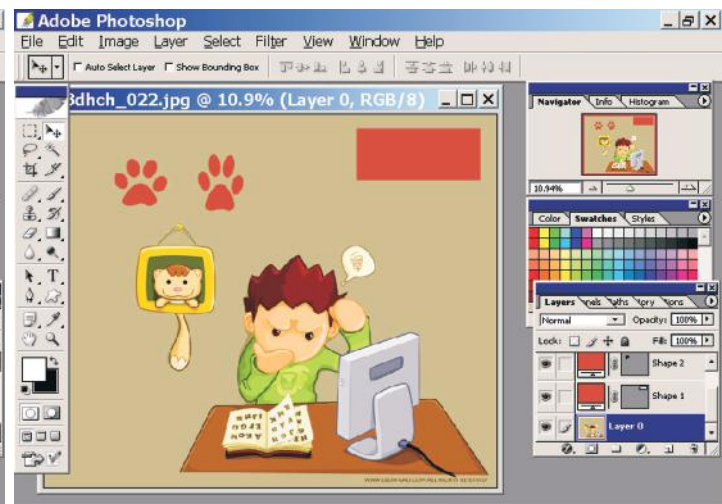 Adobe Photoshop
File Edit Image Layer Select Filter View Window Help
Auto Select Layer Show Bounding Box
3dhch_022.jpg @ 10.9% (Layer 0, RGB/8)
Navigator Info Histogram
10.94%
Color Swatches Styles
Layers
Normal Opacity: 100%
Lock: Fill: 100%
Shape 2
Shape 1
Layer 0